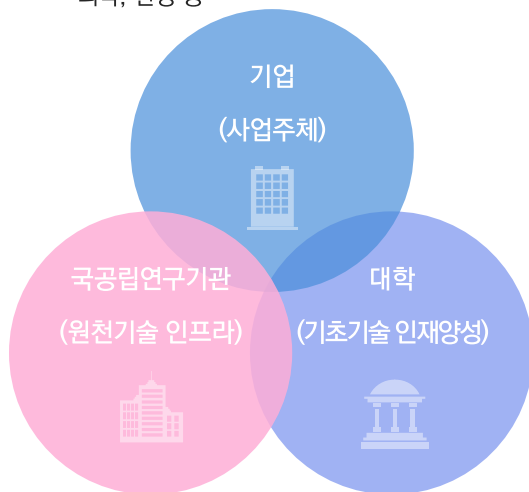 기업
(사업주체)
국공립연구기관
(원천기술 인프라)
대학
(기초기술 인재양성)